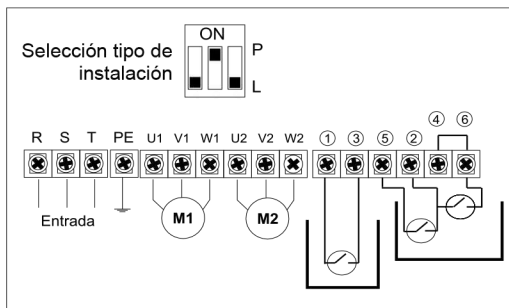 ON
Selección tipo de P
instalación L
R S T PE U1 V1 W1 U2 V2 W2 ① ③ ⑤ ② ④ ⑥
Entrada M1 M2